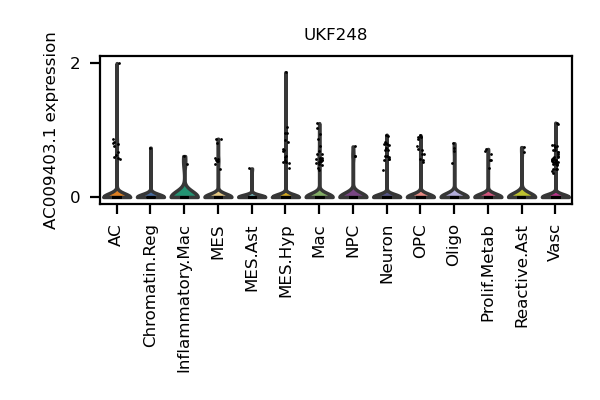 UKF248
AC009403.1 expression
2
0
AC
Chromatin.Reg
Inflammatory.Mac
MES
MES.Ast
MES.Hyp
Mac
NPC
Neuron
OPC
Oligo
Prolif.Metab
Reactive.Ast
Vasc